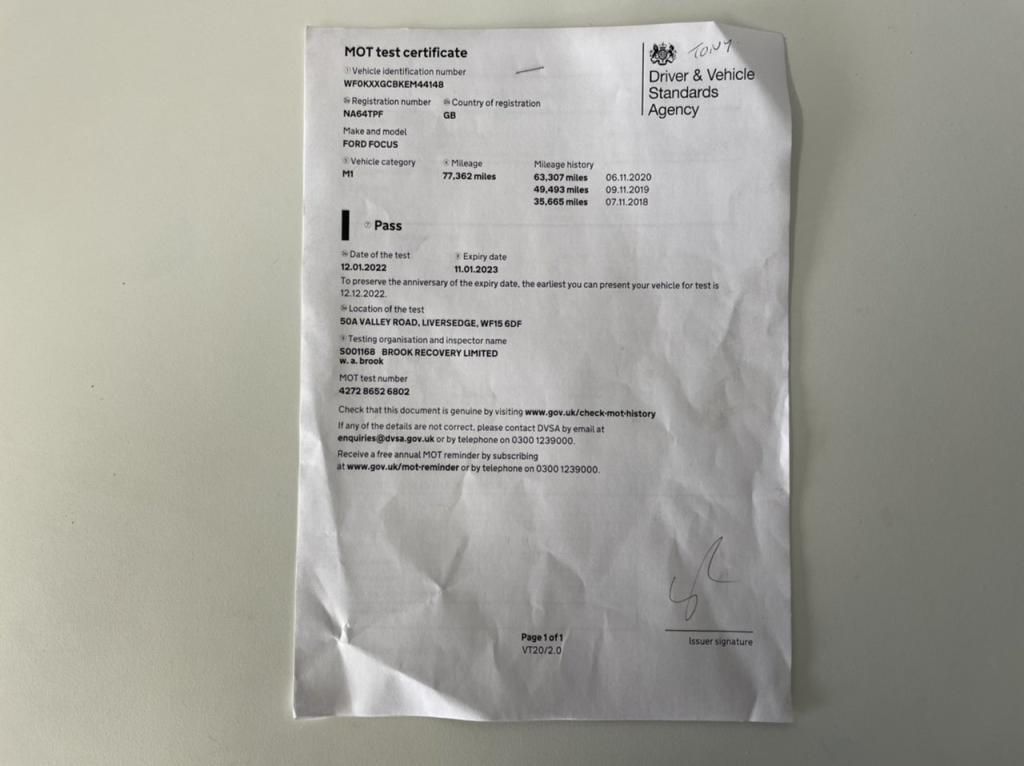 MOT test certificate
TONY
Driver & Vehicle
Standards
Agency
Vehicle identification number
WF0KXXGCBKEM44148
Registration number Country of registration
NA64TPF GB
Make and model
FORD FOCUS
Vehicle category Mileage Mileage history
M1 77,362 miles 63,307 miles 06.11.2020
49,493 miles 09.11.2019
35,665 miles 07.11.2018
Pass
Date of the test Expiry date
12.01.2022 11.01.2023
To preserve the anniversary of the expiry date, the earliest you can present your vehicle for test is
12.12.2022.
Location of the test
50A VALLEY ROAD, LIVERSEDGE, WF15 6DF
Testing organisation and inspector name
S001168 BROOK RECOVERY LIMITED
w. a. brook
MOT test number
4272 8652 6802
Check that this document is genuine by visiting www.gov.uk/check-mot-history
If any of the details are not correct, please contact DVSA by email at
enquiries@dvsa.gov.uk or by telephone on 0300 1239000.
Receive a free annual MOT reminder by subscribing
at www.gov.uk/mot-reminder or by telephone on 0300 1239000.
Issuer signature
Page 1 of 1
VT20/2.0